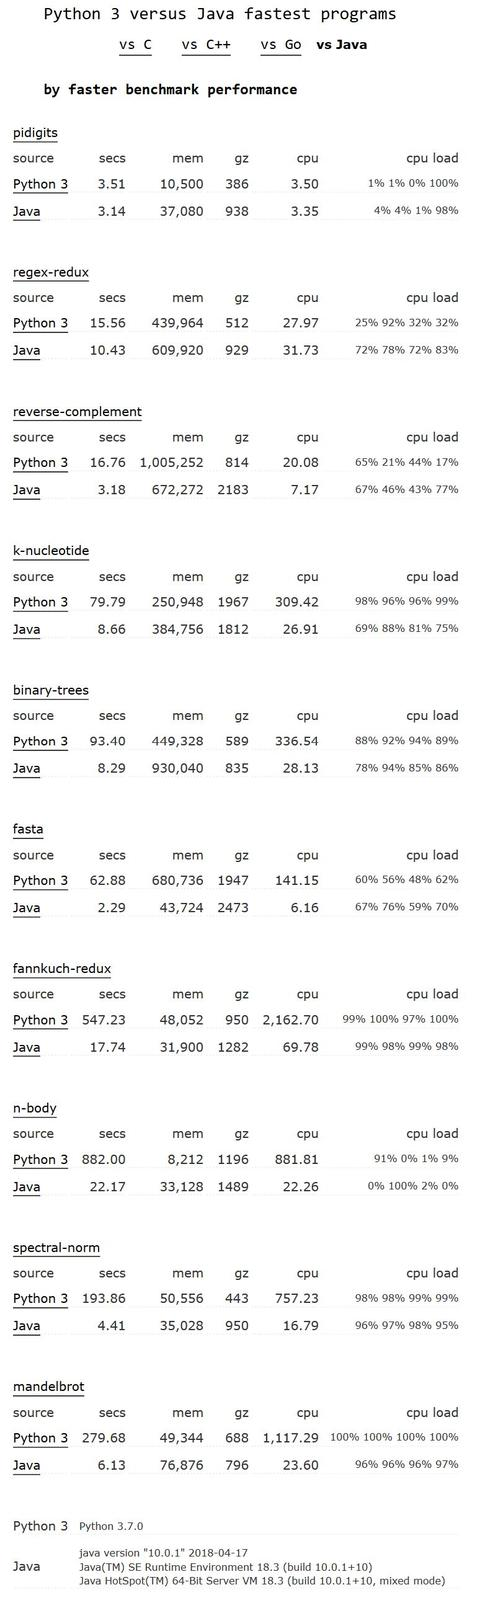 Python 3 versus Java fastest programs
vs C vs C++ vs Go vs Java
by faster benchmark performance
pidigits
source secs mem gz cpu cpu load
Python 3 3.51 10,500 386 3.50 1% 1% 0% 100%
Java 3.14 37,080 938 3.35 4% 4% 1% 98%
regex-redux
source secs mem gz cpu cpu load
Python 3 15.56 439,964 512 27.97 25% 92% 32% 32%
Java 10.43 609,920 929 31.73 72% 78% 72% 83%
reverse-complement
source secs mem gz cpu cpu load
Python 3 16.76 1,005,252 814 20.08 65% 21% 44% 17%
Java 3.18 672,272 2183 7.17 67% 46% 43% 77%
k-nucleotide
source secs mem gz cpu cpu load
Python 3 79.79 250,948 1967 309.42 98% 96% 96% 99%
Java 8.66 384,756 1812 26.91 69% 88% 81% 75%
binary-trees
source secs mem gz cpu cpu load
Python 3 93.40 449,328 589 336.54 88% 92% 94% 89%
Java 8.29 930,040 835 28.13 78% 94% 85% 86%
fasta
source secs mem gz cpu cpu load
Python 3 62.88 680,736 1947 141.15 60% 56% 48% 62%
Java 2.29 43,724 2473 6.16 67% 76% 59% 70%
fannkuch-redux
source secs mem gz cpu cpu load
Python 3 547.23 48,052 950 2,162.70 99% 100% 97% 100%
Java 17.74 31,900 1282 69.78 99% 98% 99% 98%
n-body
source secs mem gz cpu cpu load
Python 3 882.00 8,212 1196 881.81 91% 0% 1% 9%
Java 22.17 33,128 1489 22.26 0% 100% 2% 0%
spectral-norm
source secs mem gz cpu cpu load
Python 3 193.86 50,556 443 757.23 98% 98% 99% 99%
Java 4.41 35,028 950 16.79 96% 97% 98% 95%
mandelbrot
source secs mem gz cpu cpu load
Python 3 279.68 49,344 688 1,117.29 100% 100% 100% 100%
Java 6.13 76,876 796 23.60 96% 96% 96% 97%
Python 3 Python 3.7.0
java version "10.0.1" 2018-04-17
Java Java(TM) SE Runtime Environment 18.3 (build 10.0.1+10)
Java HotSpot(TM) 64-Bit Server VM 18.3 (build 10.0.1+10, mixed mode)